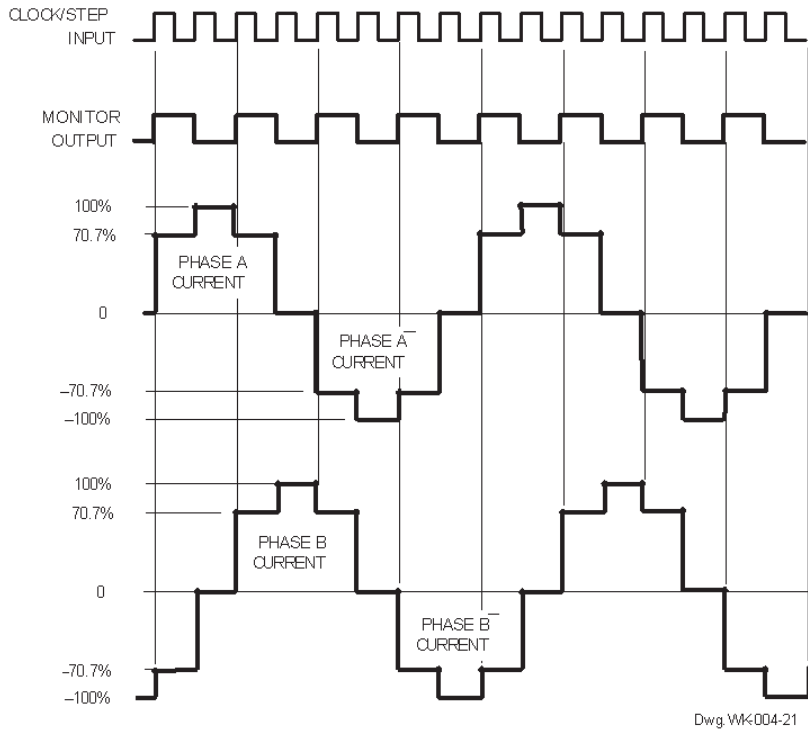 CLOCK/STEP
INPUT
MONITOR
OUTPUT
100%
70.7%
PHASE A
CURRENT
0
PHASE A̅
CURRENT
–70.7%
–100%
100%
70.7%
PHASE B
CURRENT
0
PHASE B̅
CURRENT
–70.7%
–100%
Dwg. WK-004-21